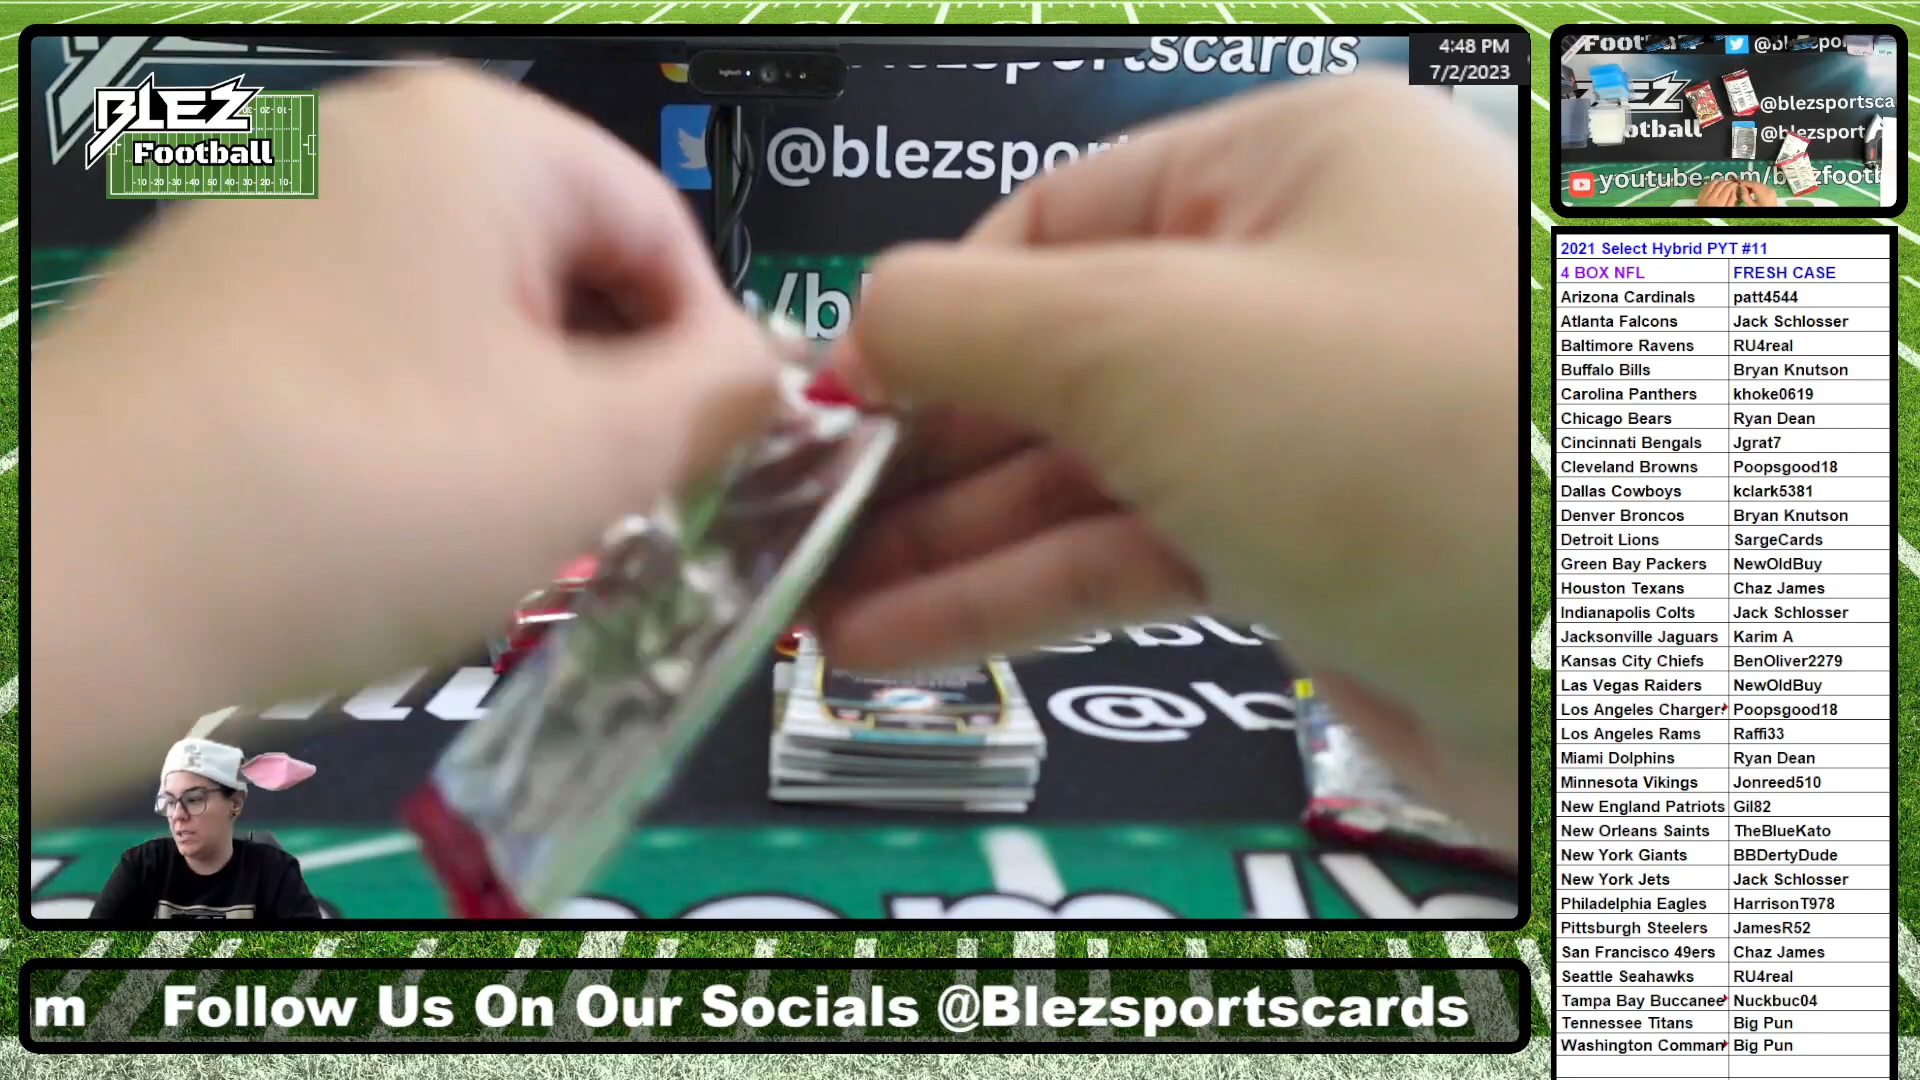 scards
4:48 PM
7/2/2023
BLEZ
Football
@blezspor
/bl
@b
Follow Us On Our Socials @Blezsportscards
m
@blezsportsca
@blezsport
youtube.com/blezfootb
2021 Select Hybrid PYT #11
4 BOX NFL FRESH CASE
Arizona Cardinals patt4544
Atlanta Falcons Jack Schlosser
Baltimore Ravens RU4real
Buffalo Bills Bryan Knutson
Carolina Panthers khoke0619
Chicago Bears Ryan Dean
Cincinnati Bengals Jgrat7
Cleveland Browns Poopsgood18
Dallas Cowboys kclark5381
Denver Broncos Bryan Knutson
Detroit Lions SargeCards
Green Bay Packers NewOldBuy
Houston Texans Chaz James
Indianapolis Colts Jack Schlosser
Jacksonville Jaguars Karim A
Kansas City Chiefs BenOliver2279
Las Vegas Raiders NewOldBuy
Los Angeles Charger Poopsgood18
Los Angeles Rams Raffi33
Miami Dolphins Ryan Dean
Minnesota Vikings Jonreed510
New England Patriots Gil82
New Orleans Saints TheBlueKato
New York Giants BBDertyDude
New York Jets Jack Schlosser
Philadelphia Eagles HarrisonT978
Pittsburgh Steelers JamesR52
San Francisco 49ers Chaz James
Seattle Seahawks RU4real
Tampa Bay Buccanee Nuckbuc04
Tennessee Titans Big Pun
Washington Comman Big Pun